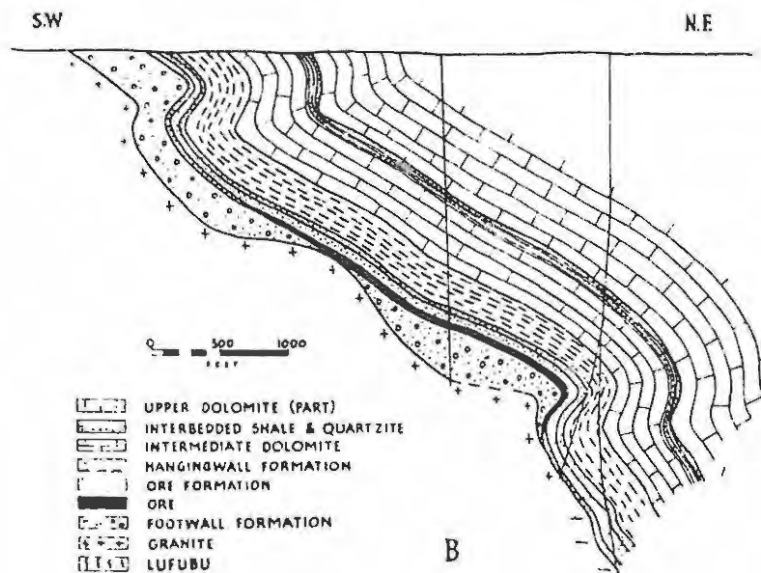 S.W N.E.
0 500 1000
FEET
UPPER DOLOMITE (PART)
INTERBEDDED SHALE & QUARTZITE
INTERMEDIATE DOLOMITE
HANGINGWALL FORMATION
ORE FORMATION
ORE
FOOTWALL FORMATION
GRANITE
LUFUBU
B